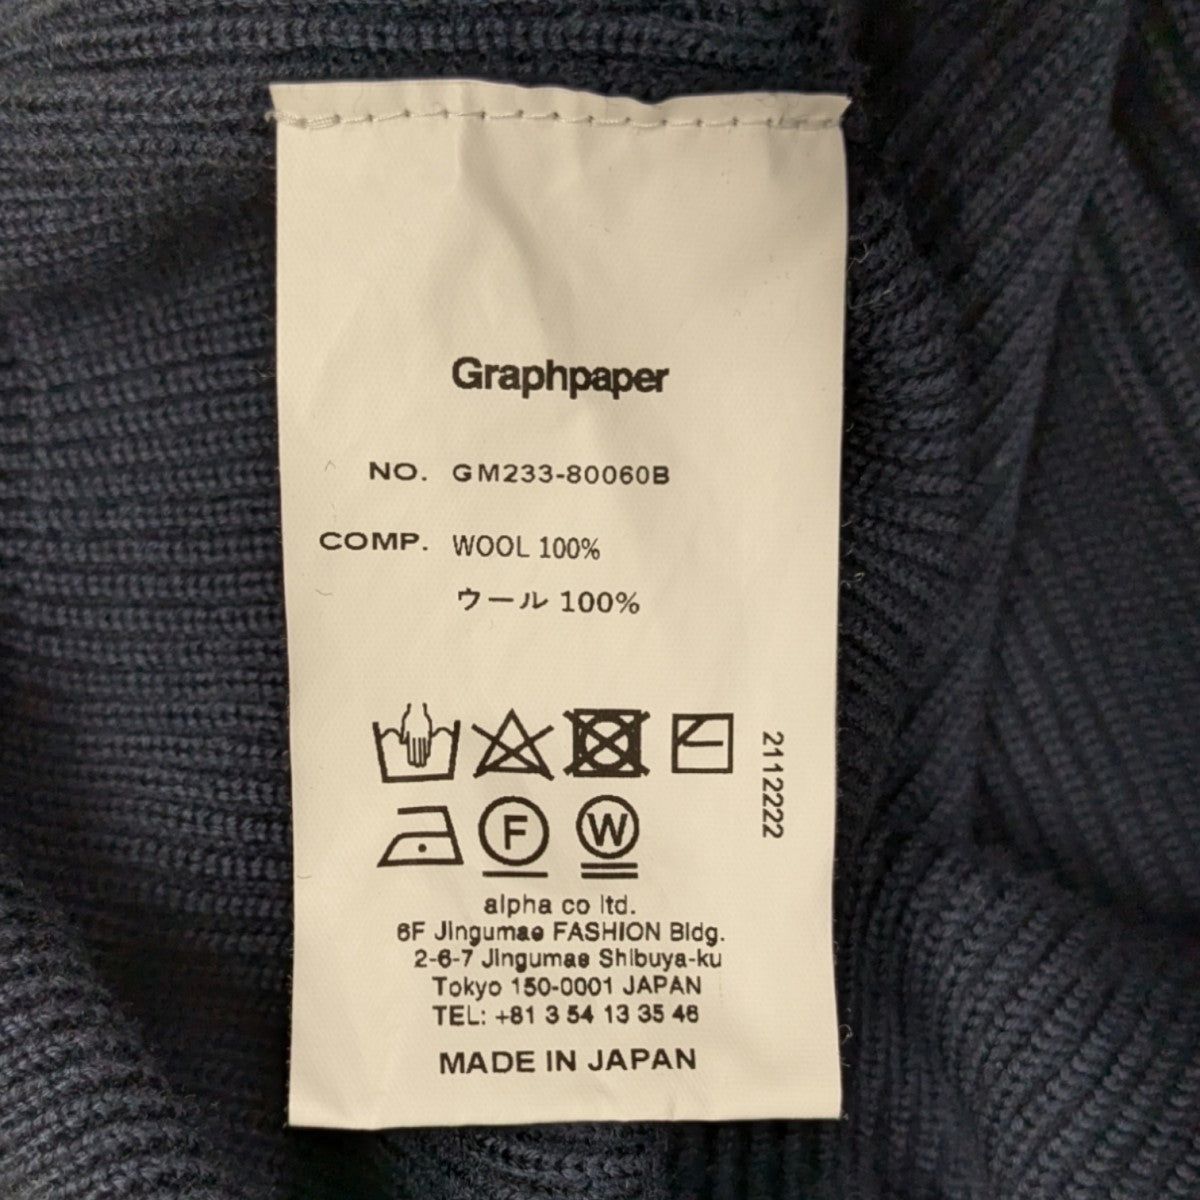 Graphpaper
NO. GM233-80060B
COMP. WOOL 100%
ウール 100%
2112222
F W
alpha co ltd.
6F Jingumae FASHION Bldg.
2-6-7 Jingumae Shibuya-ku
Tokyo 150-0001 JAPAN
TEL: +81 3 54 13 35 46
MADE IN JAPAN